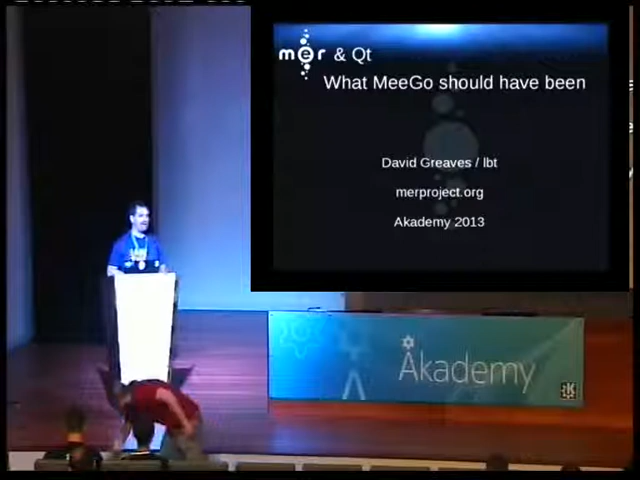 mer & Qt
What MeeGo should have been
David Greaves / lbt
merproject.org
Akademy 2013
Akademy